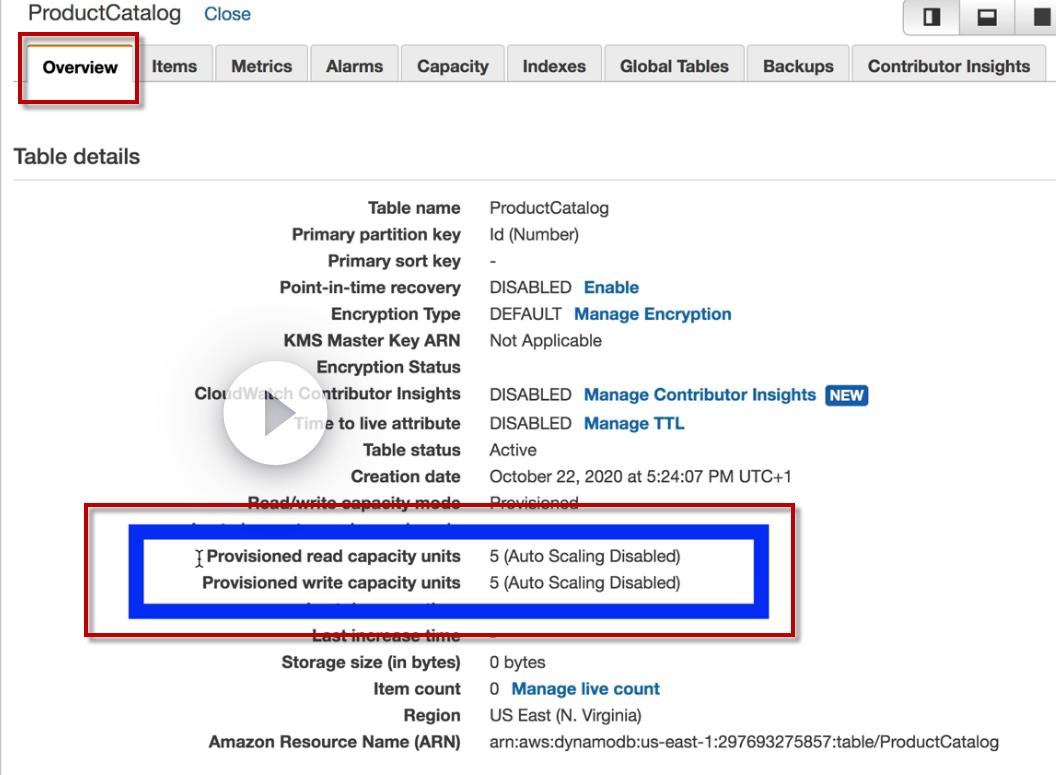 ProductCatalog Close
Overview Items Metrics Alarms Capacity Indexes Global Tables Backups Contributor Insights
Table details
Table name ProductCatalog
Primary partition key Id (Number)
Primary sort key -
Point-in-time recovery DISABLED Enable
Encryption Type DEFAULT Manage Encryption
KMS Master Key ARN Not Applicable
Encryption Status
CloudWatch Contributor Insights DISABLED Manage Contributor Insights NEW
Time to live attribute DISABLED Manage TTL
Table status Active
Creation date October 22, 2020 at 5:24:07 PM UTC+1
Read/write capacity mode Provisioned
Provisioned read capacity units 5 (Auto Scaling Disabled)
Provisioned write capacity units 5 (Auto Scaling Disabled)
Last increase time -
Storage size (in bytes) 0 bytes
Item count 0 Manage live count
Region US East (N. Virginia)
Amazon Resource Name (ARN) arn:aws:dynamodb:us-east-1:297693275857:table/ProductCatalog